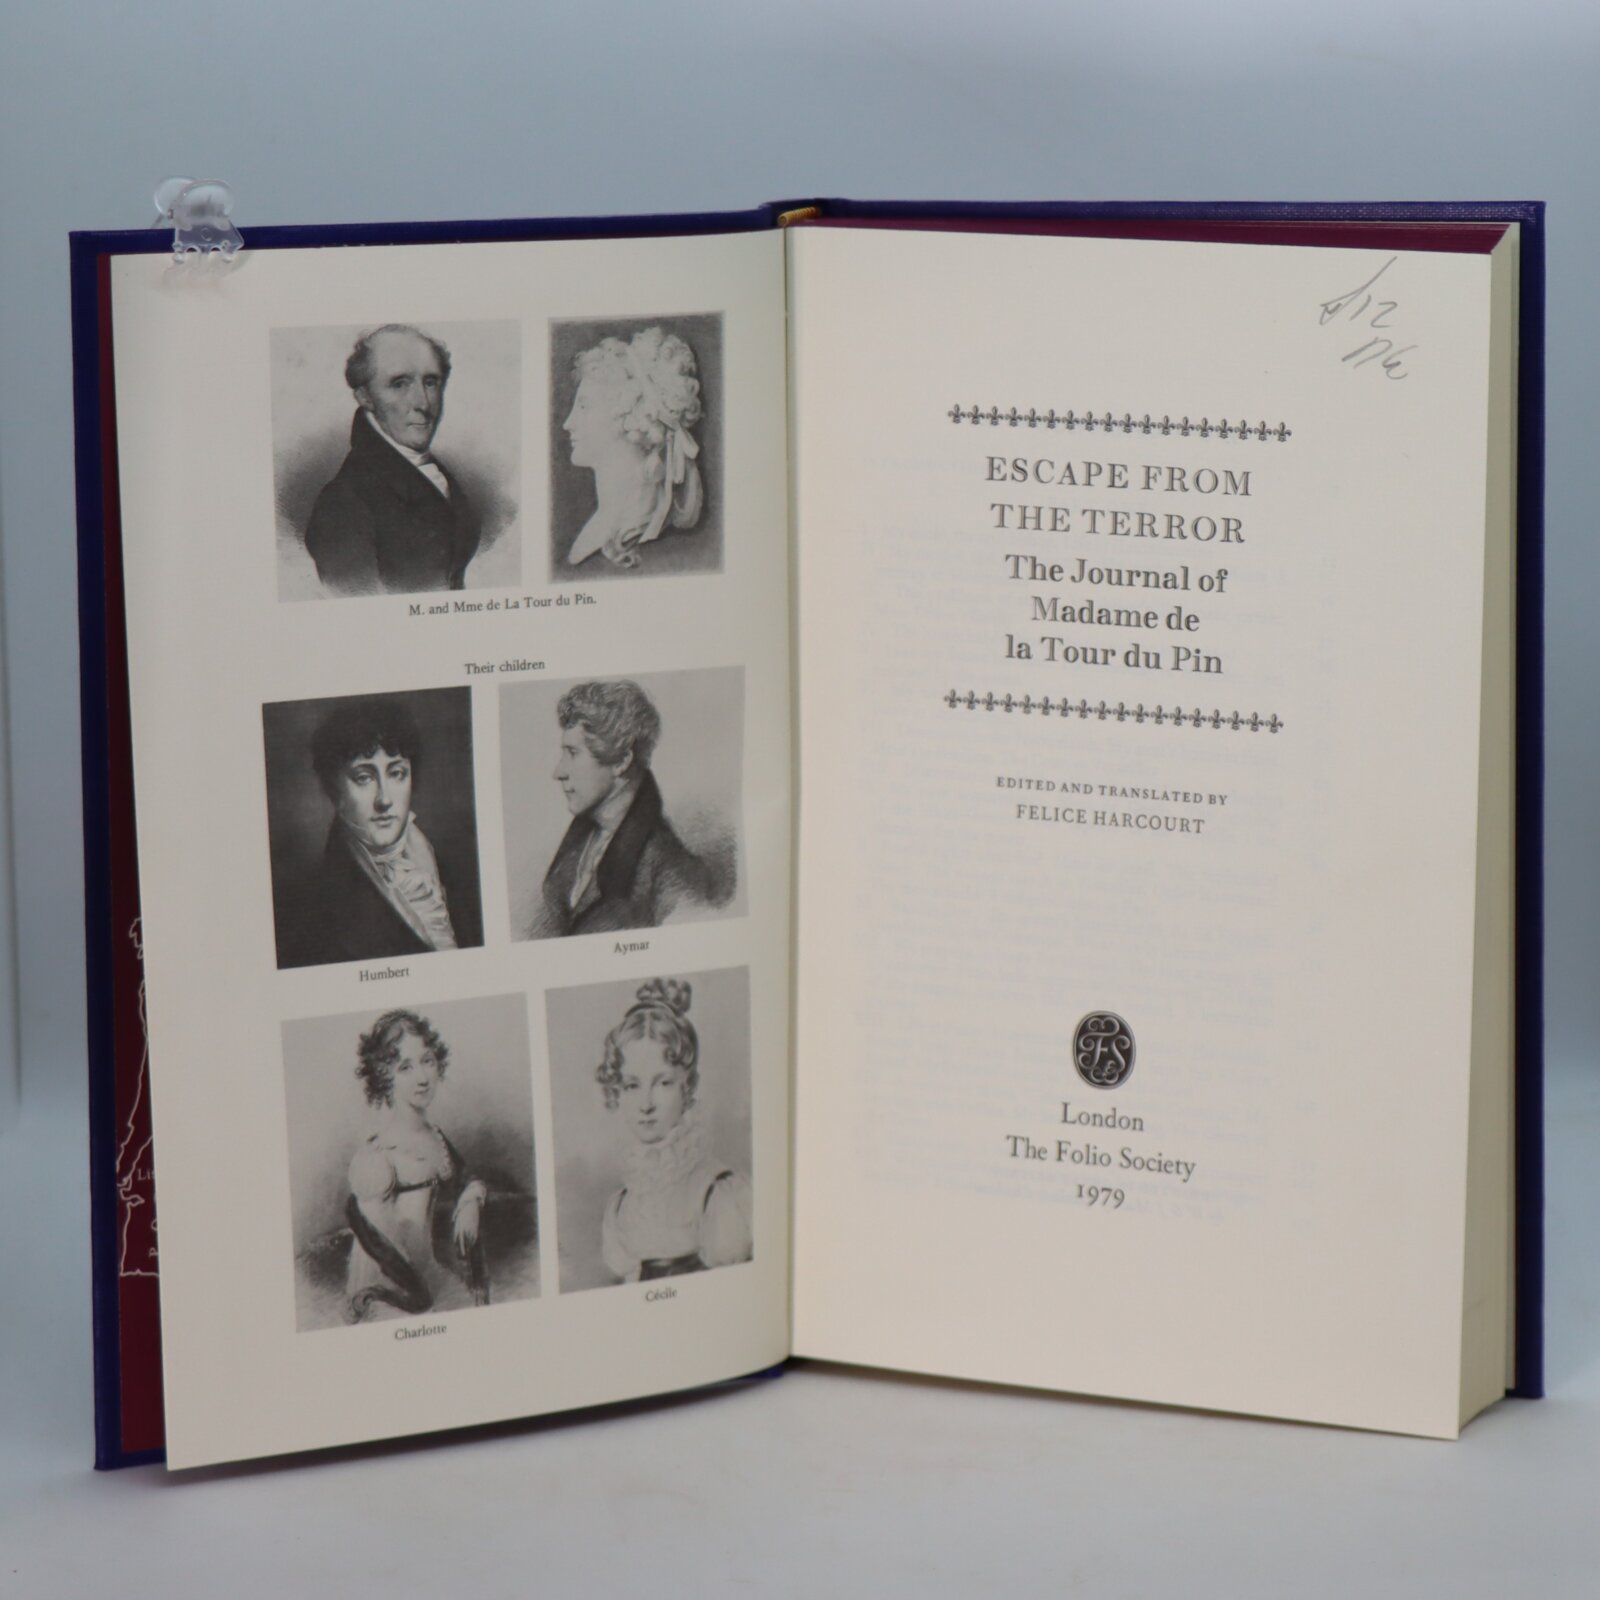 M. and Mme de La Tour du Pin.
Their children
Humbert
Aymar
Charlotte
Cécile
ESCAPE FROM
THE TERROR
The Journal of
Madame de
la Tour du Pin
EDITED AND TRANSLATED BY
FELICE HARCOURT
FS
London
The Folio Society
1979